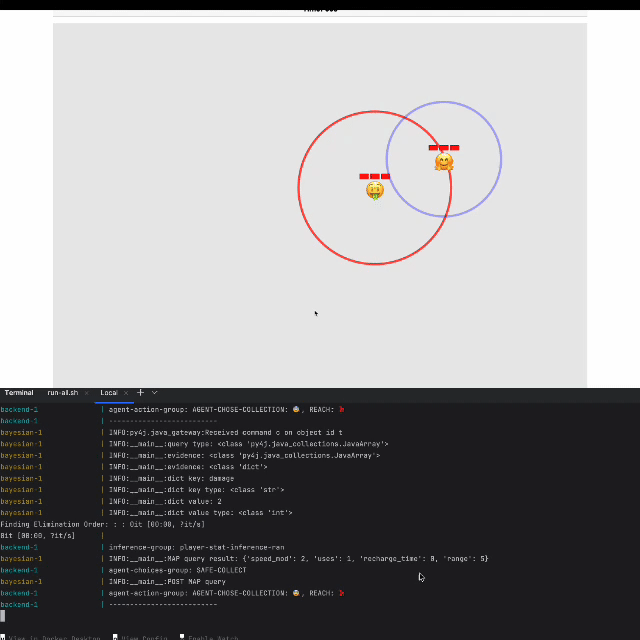 Terminal run-all.sh × Local × +
backend-1 | agent-action-group: AGENT-CHOSE-COLLECTION: 🤑, REACH:
backend-1 | --------------------------
bayesian-1 | INFO:py4j.java_gateway:Received command c on object id t
bayesian-1 | INFO:__main__:query type: <class 'py4j.java_collections.JavaArray'>
bayesian-1 | INFO:__main__:evidence: <class 'py4j.java_collections.JavaArray'>
bayesian-1 | INFO:__main__:evidence: <class 'dict'>
bayesian-1 | INFO:__main__:dict key: damage
bayesian-1 | INFO:__main__:dict key type: <class 'str'>
bayesian-1 | INFO:__main__:dict value: 2
bayesian-1 | INFO:__main__:dict value type: <class 'int'>
Finding Elimination Order: : : 0it [00:00, ?it/s]
0it [00:00, ?it/s] |
backend-1 | inference-group: player-stat-inference-ran
bayesian-1 | INFO:__main__:MAP query result: {'speed_mod': 2, 'uses': 1, 'recharge_time': 0, 'range': 5}
backend-1 | agent-choices-group: SAFE-COLLECT
bayesian-1 | INFO:__main__:POST MAP query
backend-1 | agent-action-group: AGENT-CHOSE-COLLECTION: 🤑, REACH:
backend-1 | --------------------------
View in Docker Desktop View Config Enable Watch